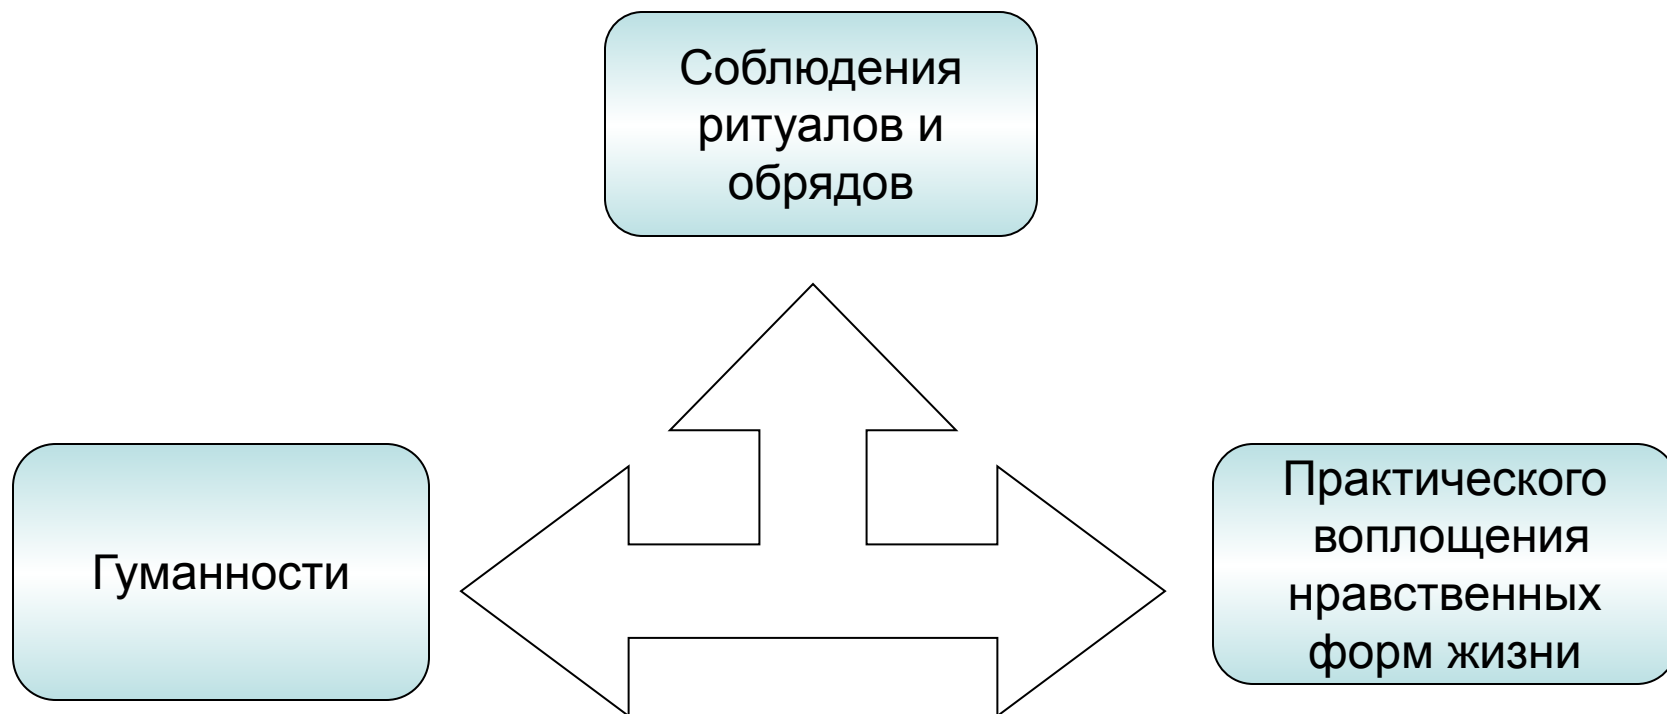 Соблюдения
ритуалов и
обрядов
Гуманности
Практического
воплощения
нравственных
форм жизни